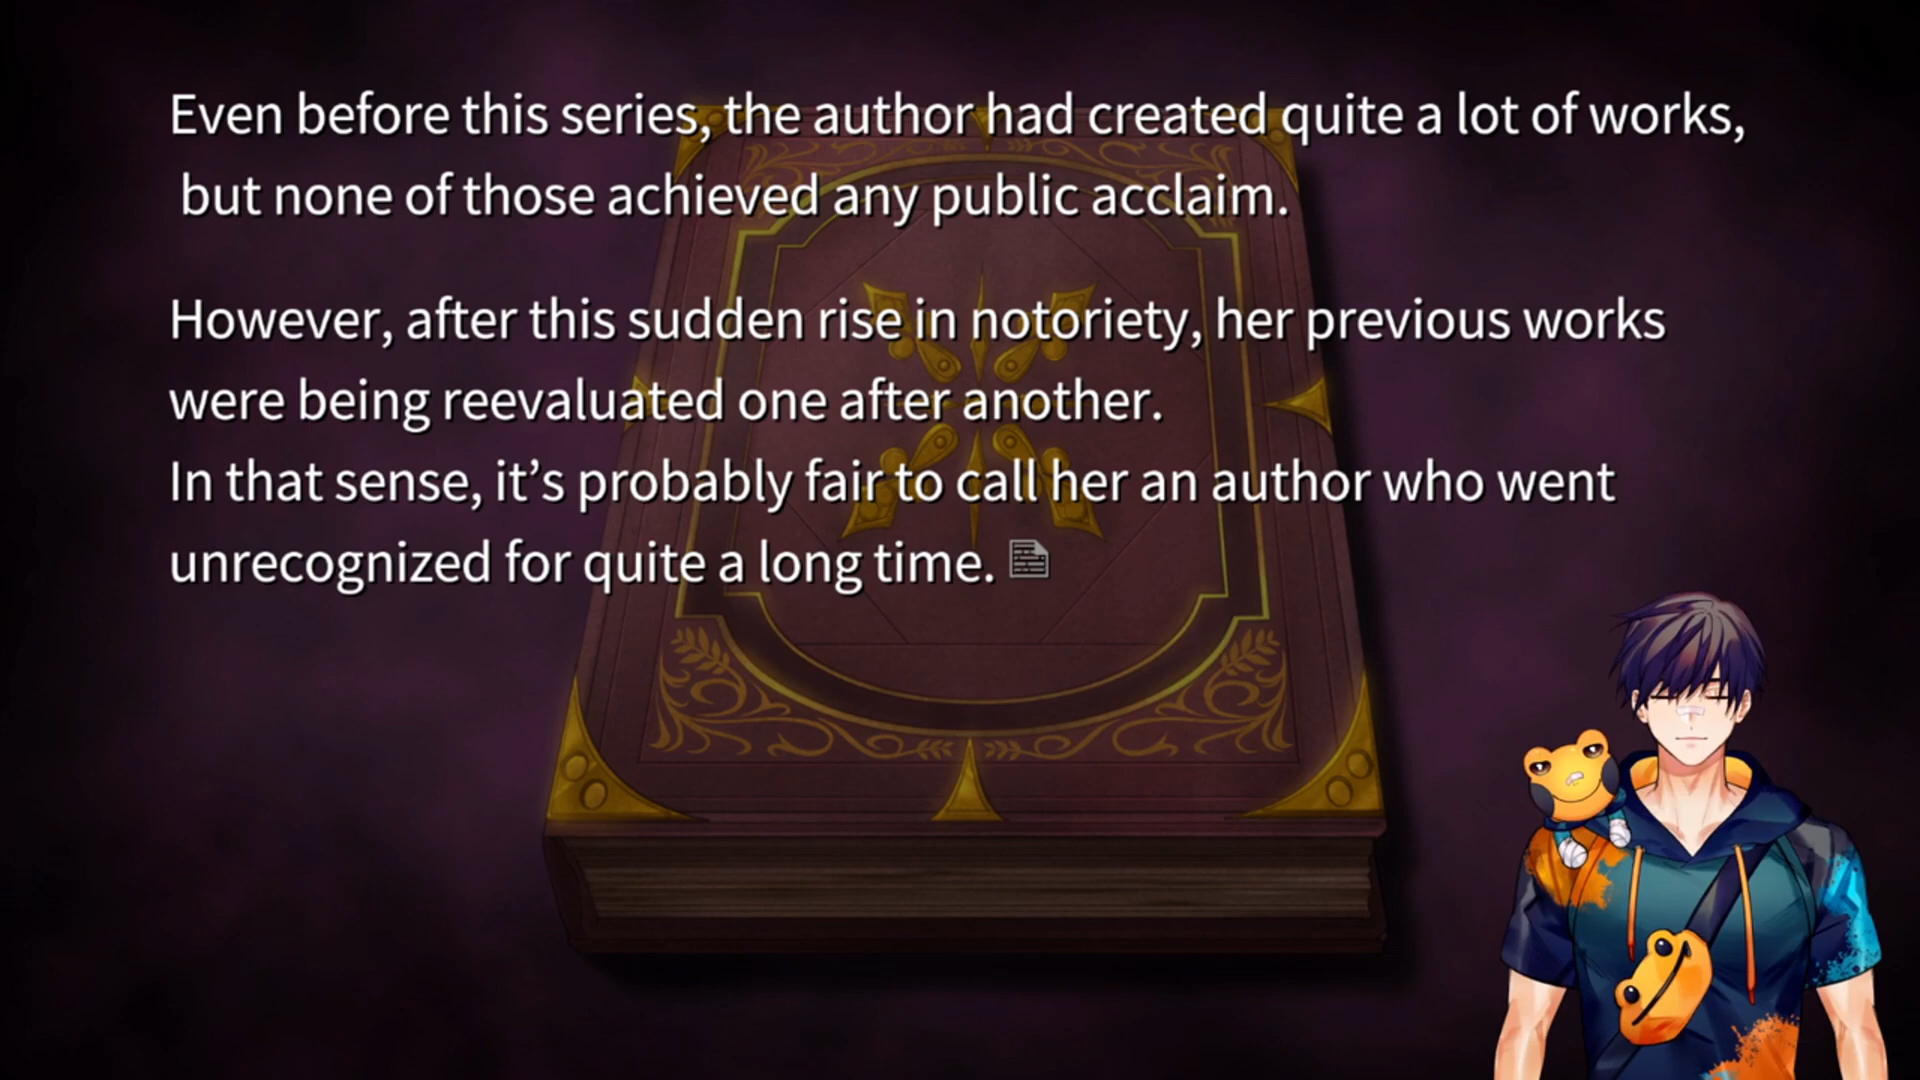 Even before this series, the author had created quite a lot of works,
but none of those achieved any public acclaim.
However, after this sudden rise in notoriety, her previous works
were being reevaluated one after another.
In that sense, it’s probably fair to call her an author who went
unrecognized for quite a long time.